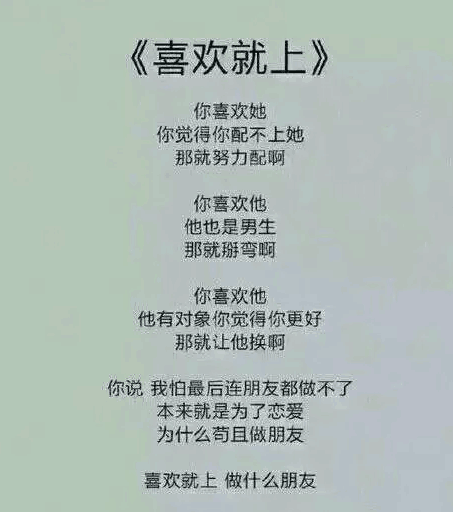 《喜欢就上》
你喜欢她
你觉得你配不上她
那就努力配啊
你喜欢他
他也是男生
那就掰弯啊
你喜欢他
他有对象你觉得你更好
那就让他换啊
你说 我怕最后连朋友都做不了
本来就是为了恋爱
为什么苟且做朋友
喜欢就上 做什么朋友